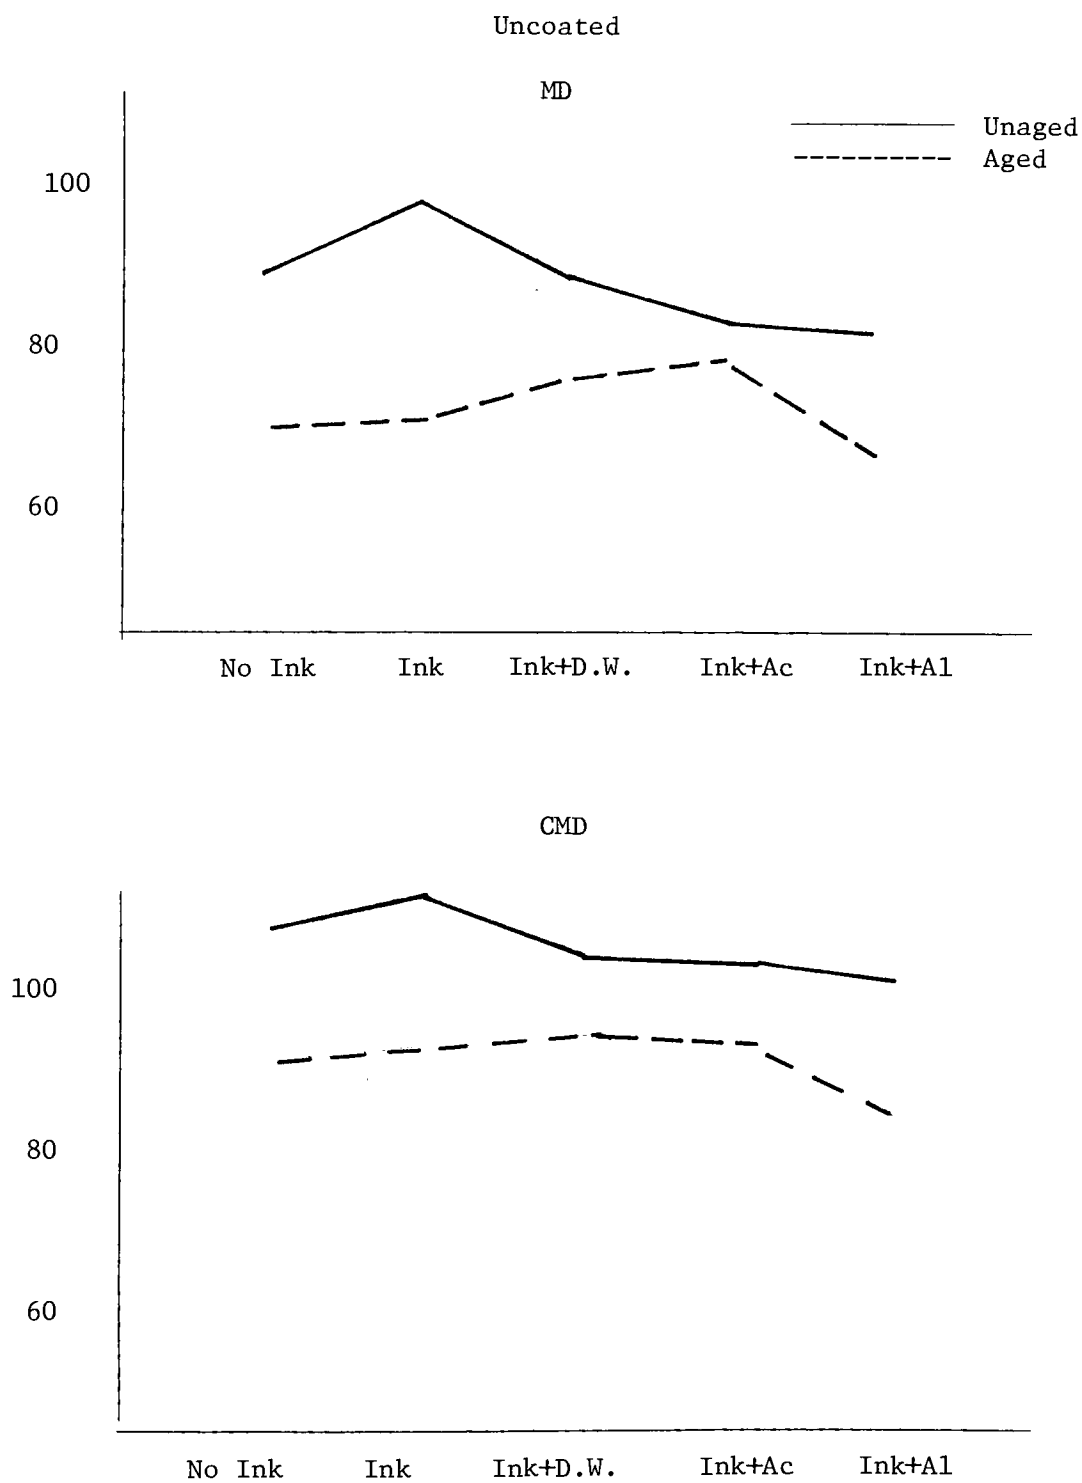 Uncoated
MD
Unaged
Aged
100
80
60
No Ink Ink Ink+D.W. Ink+Ac Ink+Al
CMD
100
80
60
No Ink Ink Ink+D.W. Ink+Ac Ink+Al